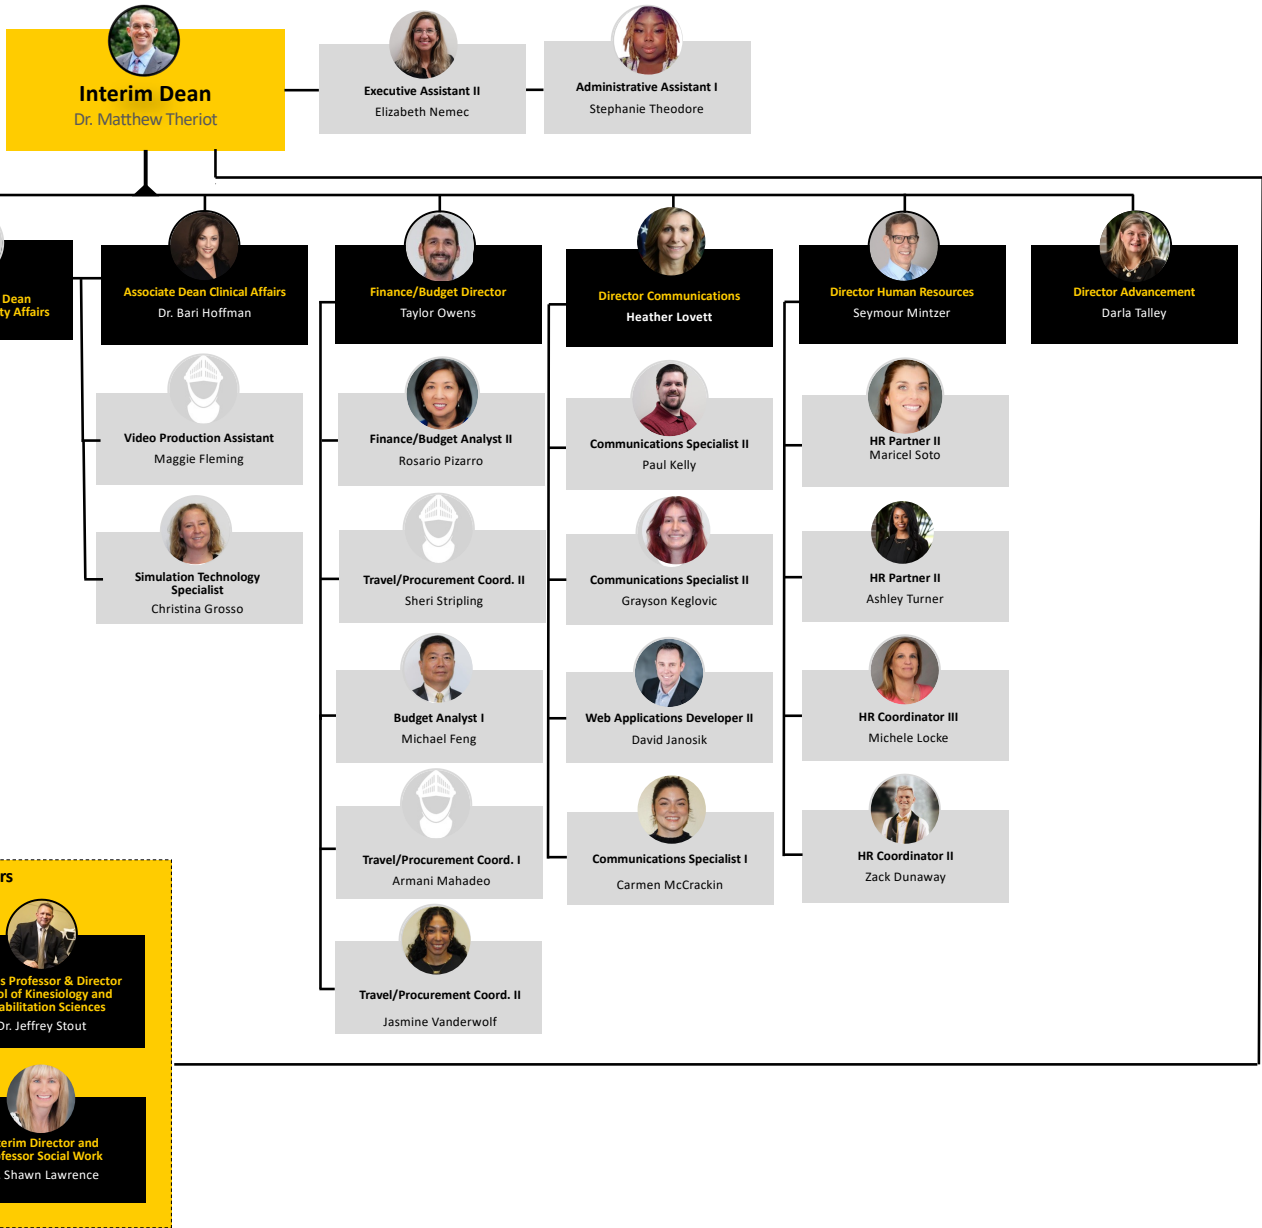 Interim Dean
Dr. Matthew Theriot
Executive Assistant II
Elizabeth Nemec
Administrative Assistant I
Stephanie Theodore
Dean
ty Affairs
Associate Dean Clinical Affairs
Dr. Bari Hoffman
Finance/Budget Director
Taylor Owens
Director Communications
Heather Lovett
Director Human Resources
Seymour Mintzer
Director Advancement
Darla Talley
Video Production Assistant
Maggie Fleming
Finance/Budget Analyst II
Rosario Pizarro
Communications Specialist II
Paul Kelly
HR Partner II
Maricel Soto
Simulation Technology
Specialist
Christina Grosso
Travel/Procurement Coord. II
Sheri Stripling
Communications Specialist II
Grayson Keglovic
HR Partner II
Ashley Turner
Budget Analyst I
Michael Feng
Web Applications Developer II
David Janosik
HR Coordinator III
Michele Locke
Travel/Procurement Coord. I
Armani Mahadeo
Communications Specialist I
Carmen McCrackin
HR Coordinator II
Zack Dunaway
Travel/Procurement Coord. II
Jasmine Vanderwolf
rs
s Professor & Director
ol of Kinesiology and
abilitation Sciences
Dr. Jeffrey Stout
terim Director and
ofessor Social Work
Shawn Lawrence